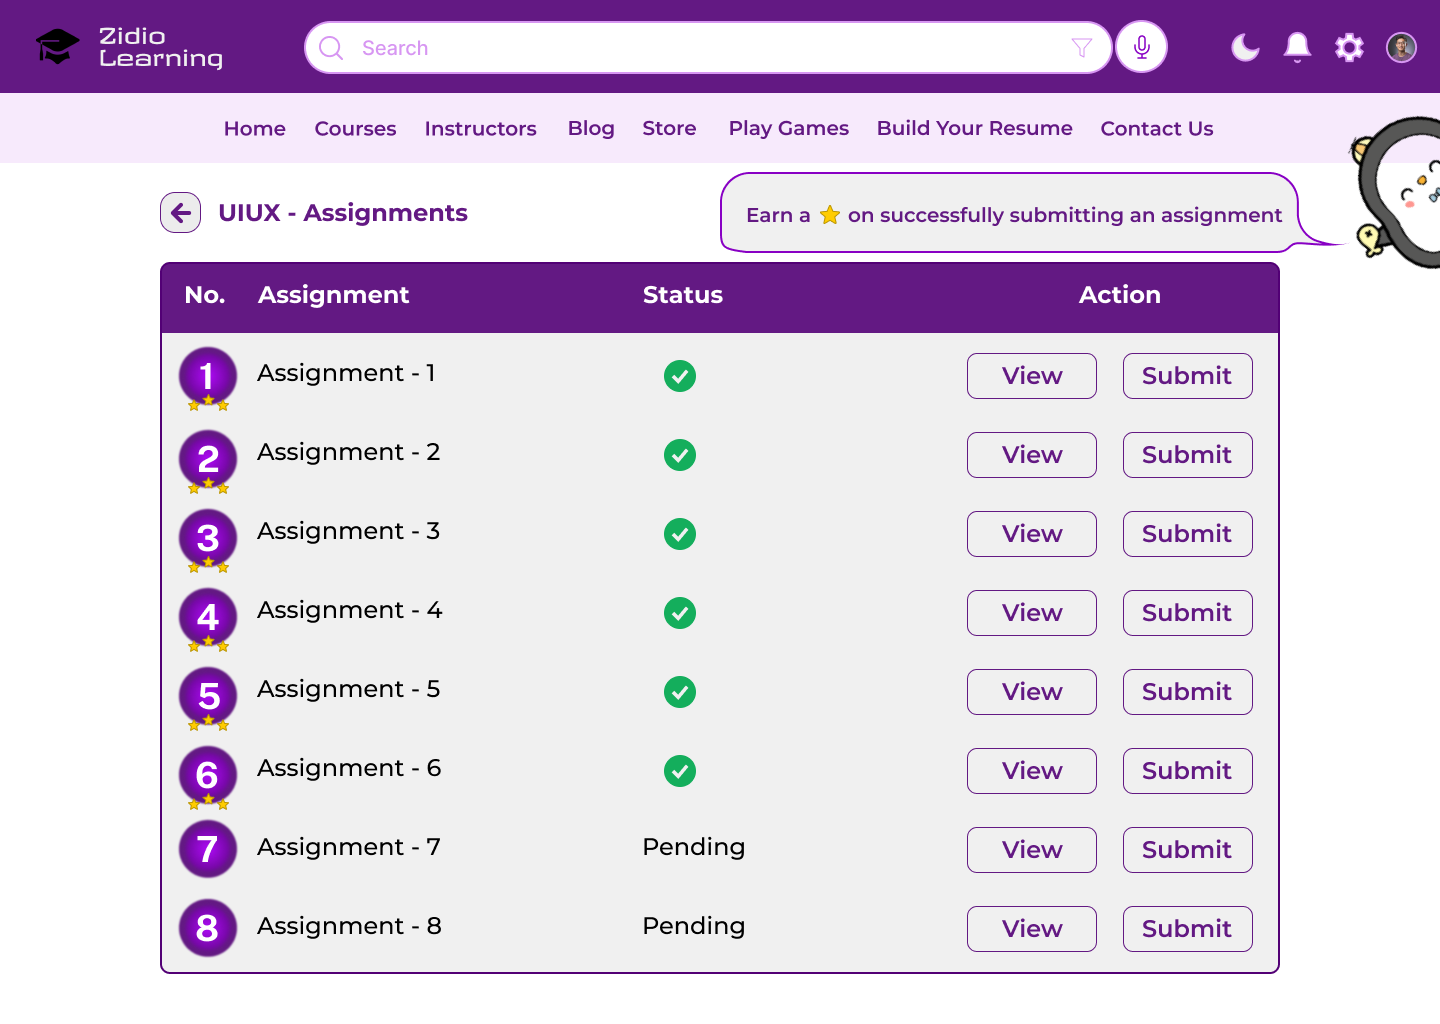 Zidio
Learning
Search
Home Courses Instructors Blog Store Play Games Build Your Resume Contact Us
UIUX - Assignments
Earn a on successfully submitting an assignment
No. Assignment Status Action
1 Assignment - 1 View Submit
2 Assignment - 2 View Submit
3 Assignment - 3 View Submit
4 Assignment - 4 View Submit
5 Assignment - 5 View Submit
6 Assignment - 6 View Submit
7 Assignment - 7 Pending View Submit
8 Assignment - 8 Pending View Submit